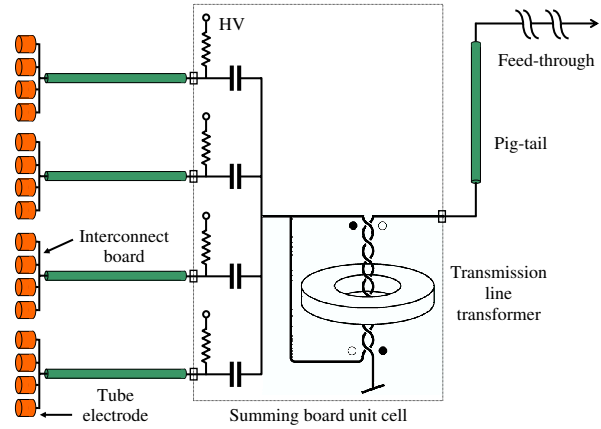 HV
Feed-through
Pig-tail
Interconnect
board
Transmission
line
transformer
Tube
electrode
Summing board unit cell